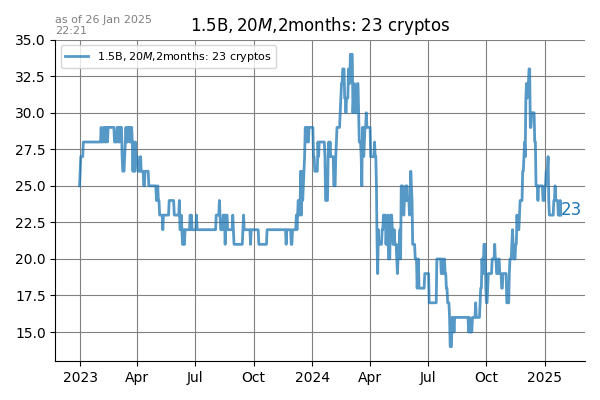 as of 26 Jan 2025
22:21
1.5B, 20M,2months: 23 cryptos
1.5B, 20M,2months: 23 cryptos
35.0
32.5
30.0
27.5
25.0
22.5
20.0
17.5
15.0
23
2023
Apr
Jul
Oct
2024
Apr
Jul
Oct
2025